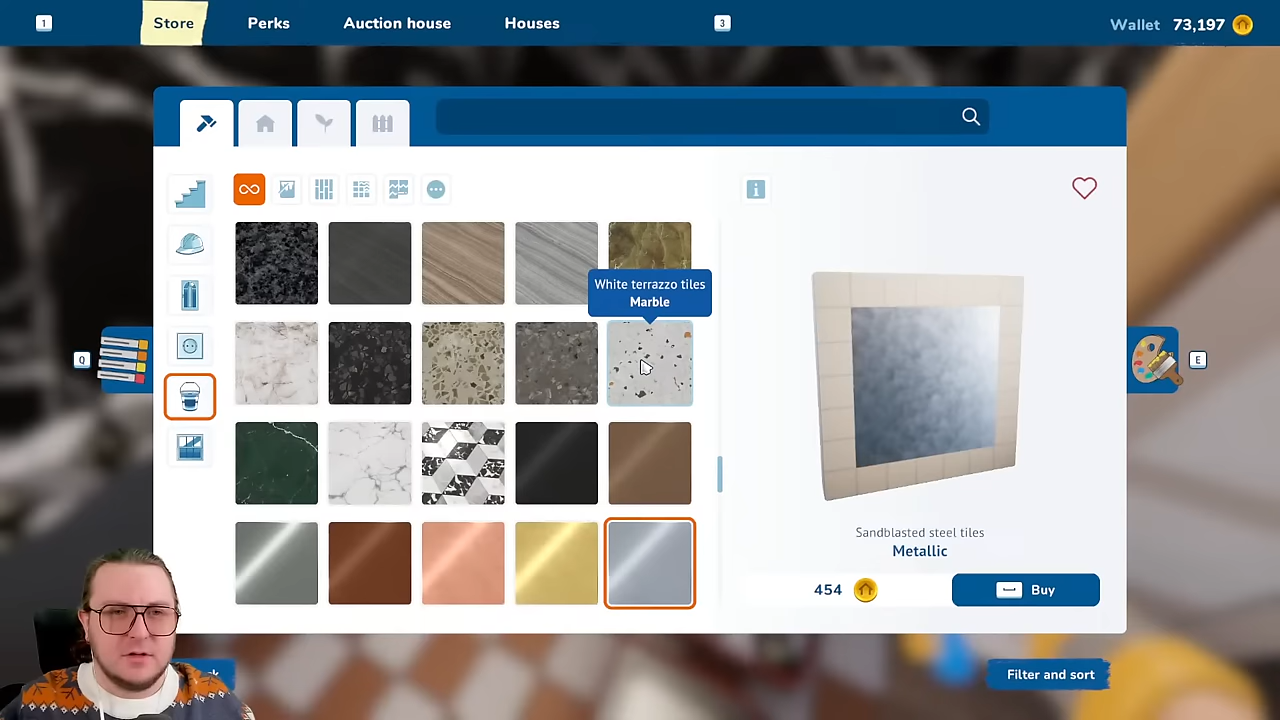 1
Store
Perks
Auction house
Houses
3
Wallet 73,197
White terrazzo tiles
Marble
Q
E
Sandblasted steel tiles
Metallic
454
Buy
Filter and sort